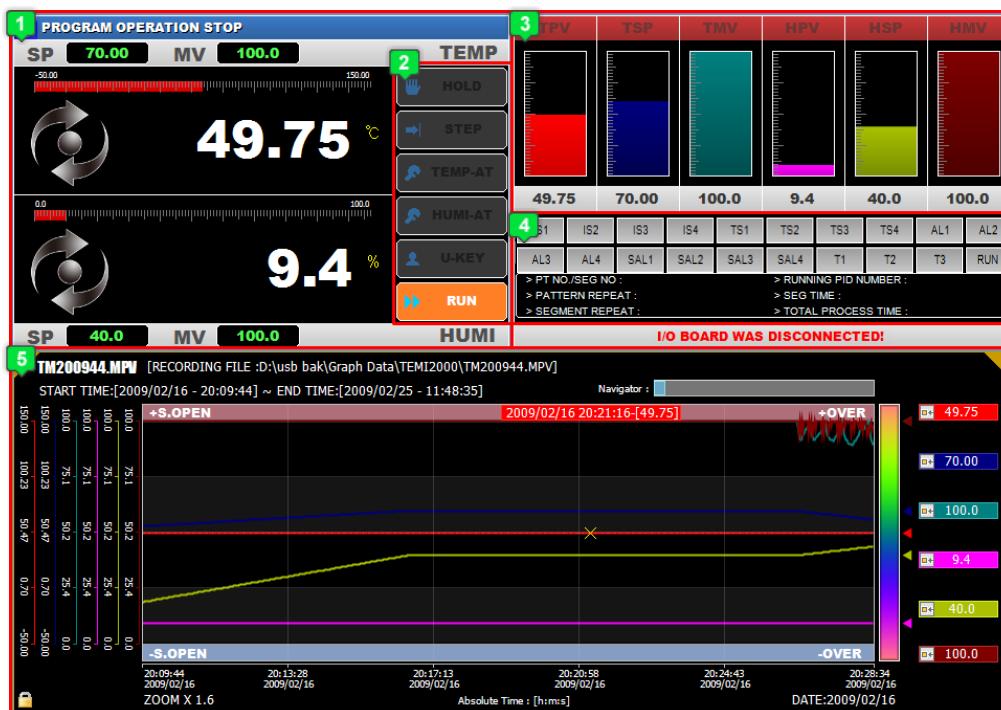 1 PROGRAM OPERATION STOP
SP 70.00 MV 100.0 TEMP
-50.00 150.00
49.75 ℃
0.0 100.0
9.4 %
SP 40.0 MV 100.0 HUMI
2
HOLD
STEP
TEMP-AT
HUMI-AT
U-KEY
RUN
3
TPV TSP TMV HPV HSP HMV
49.75 70.00 100.0 9.4 40.0 100.0
4
IS2 IS3 IS4 TS1 TS2 TS3 TS4 AL1 AL2
AL3 AL4 SAL1 SAL2 SAL3 SAL4 T1 T2 T3 RUN
> PT NO./SEG NO : > RUNNING PID NUMBER :
> PATTERN REPEAT : > SEG TIME :
> SEGMENT REPEAT : > TOTAL PROCESS TIME :
I/O BOARD WAS DISCONNECTED!
5
TM200944.MPV [RECORDING FILE :D:\usb bak\Graph Data\TEMI2000\TM200944.MPV]
START TIME:[2009/02/16 - 20:09:44] ~ END TIME:[2009/02/25 - 11:48:35] Navigator :
+S.OPEN 2009/02/16 20:21:16-[49.75] +OVER
150.00 150.00 100.0 100.0 100.0 100.0
100.23 100.23 75.1 75.1 75.1 75.1
50.47 50.47 50.2 50.2 50.2 50.2
0.70 0.70 25.4 25.4 25.4 25.4
-50.00 -50.00 0.0 0.0 0.0 0.0
49.75
70.00
100.0
9.4
40.0
100.0
-S.OPEN -OVER
20:09:44 20:13:28 20:17:13 20:20:58 20:24:43 20:28:34
2009/02/16 2009/02/16 2009/02/16 2009/02/16 2009/02/16 2009/02/16
ZOOM X 1.6 Absolute Time : [h:m:s] DATE:2009/02/16